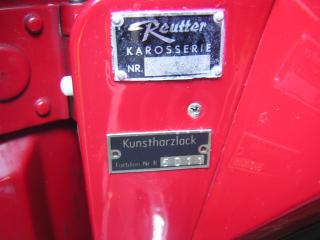 Reutter
KAROSSERIE
NR.
Kunstharzlack
Farbton Nr R 6011